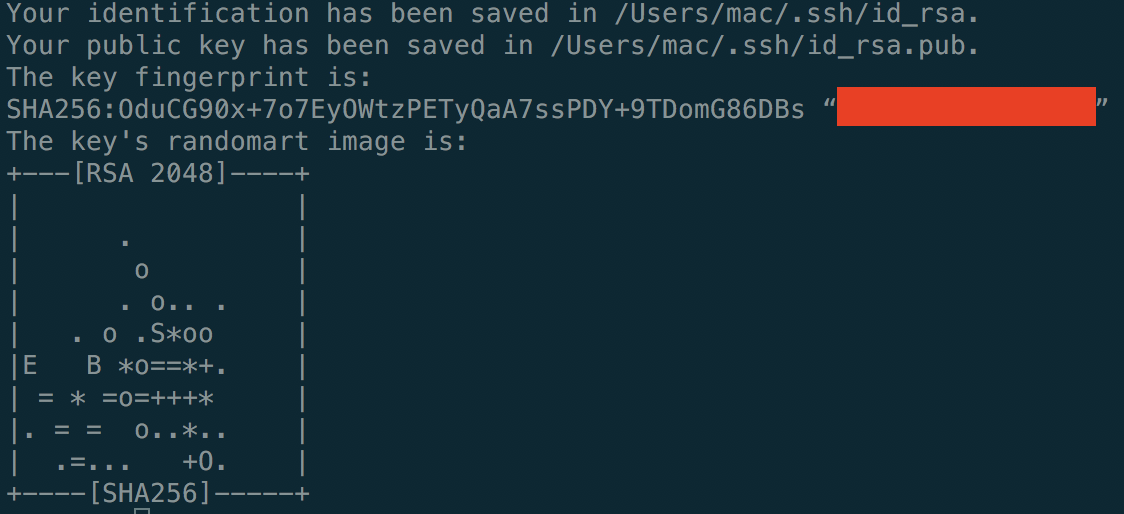 Your identification has been saved in /Users/mac/.ssh/id_rsa.
Your public key has been saved in /Users/mac/.ssh/id_rsa.pub.
The key fingerprint is:
SHA256:OduCG90x+7o7EyOWtzPETyQaA7ssPDY+9TDomG86DBs “”
The key's randomart image is:
+---[RSA 2048]----+
|                 |
|      .          |
|       o         |
|      . o.. .    |
|   . o .S*oo     |
|E   B *o==*+.    |
| = * =o=+++*     |
|. = =  o..*..    |
|  .=...   +O.    |
+----[SHA256]-----+